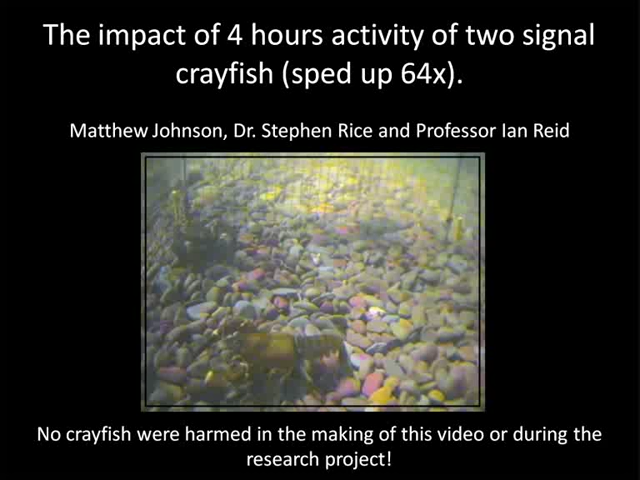 The impact of 4 hours activity of two signal
crayfish (sped up 64x).
Matthew Johnson, Dr. Stephen Rice and Professor Ian Reid
No crayfish were harmed in the making of this video or during the
research project!